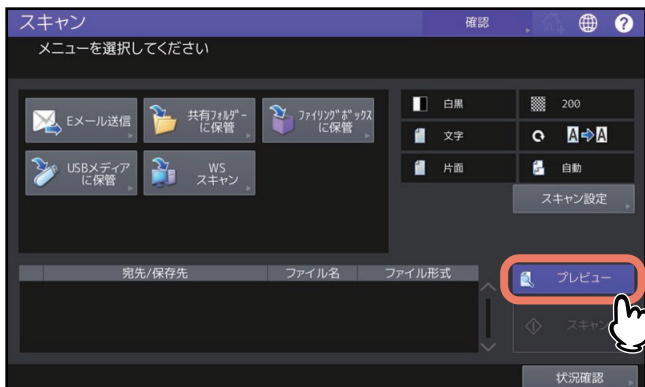 スキャン
確認
?
メニューを選択してください
Eメール送信
共有フォルダーに保管
ファイリングボックスに保管
USBメディアに保管
WSスキャン
白黒
200
文字
A A
片面
自動
スキャン設定
宛先/保存先 ファイル名 ファイル形式
プレビュー
スキャン
状況確認